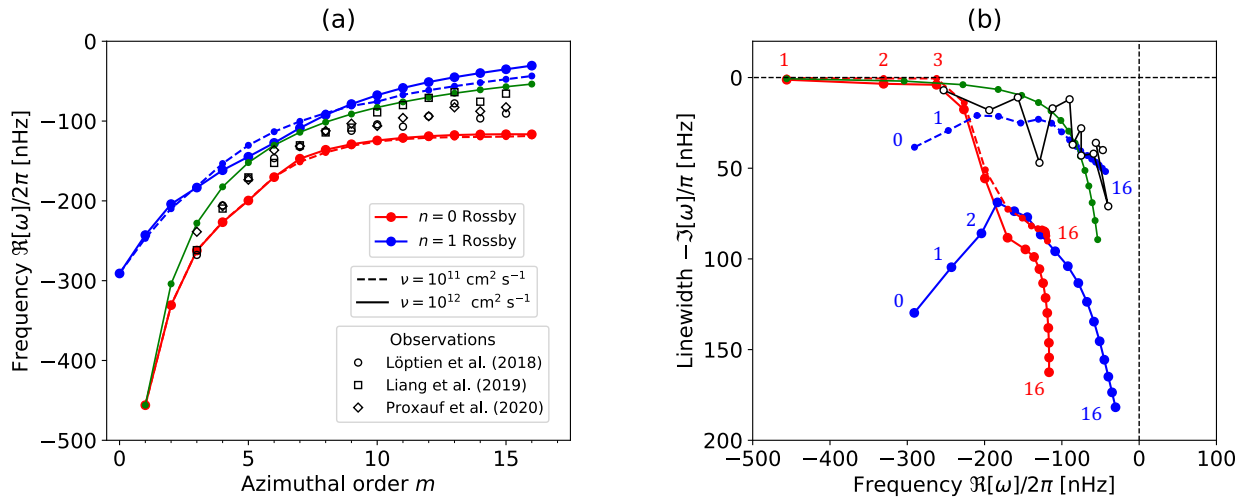 (a)
Frequency ℜ[ω]/2π [nHz]
0
−100
−200
−300
−400
−500
n = 0 Rossby
n = 1 Rossby
ν = 10¹¹ cm² s⁻¹
ν = 10¹² cm² s⁻¹
Observations
Löptien et al. (2018)
Liang et al. (2019)
Proxauf et al. (2020)
0 5 10 15
Azimuthal order m
(b)
Linewidth −ℑ[ω]/π [nHz]
0
50
100
150
200
1 2 3
0 1
16
2
1
0
16
16
16
−500 −400 −300 −200 −100 0 100
Frequency ℜ[ω]/2π [nHz]